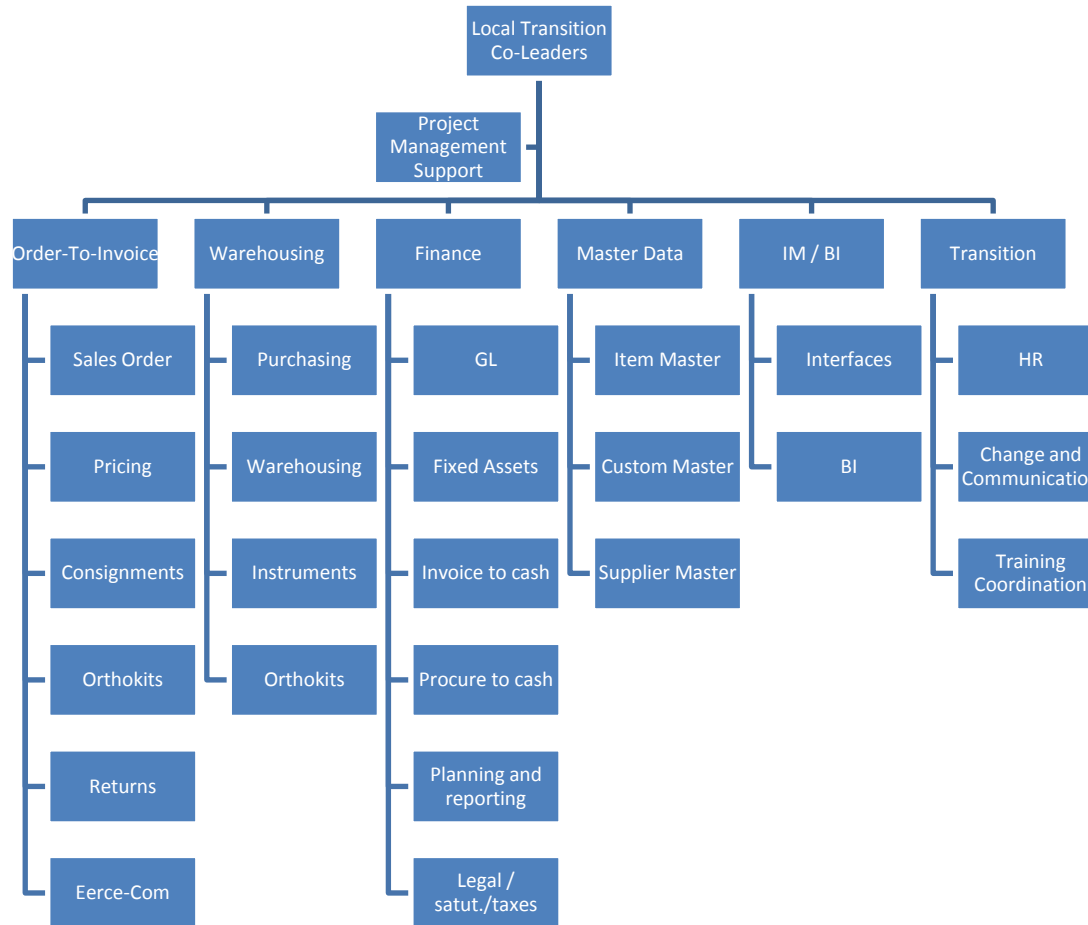 Local Transition
Co-Leaders
Project
Management
Support
Order-To-Invoice
Warehousing
Finance
Master Data
IM / BI
Transition
Sales Order
Purchasing
GL
Item Master
Interfaces
HR
Pricing
Warehousing
Fixed Assets
Custom Master
BI
Change and
Communication
Consignments
Instruments
Invoice to cash
Supplier Master
Training
Coordination
Orthokits
Orthokits
Procure to cash
Returns
Planning and
reporting
Eerce-Com
Legal /
satut./taxes